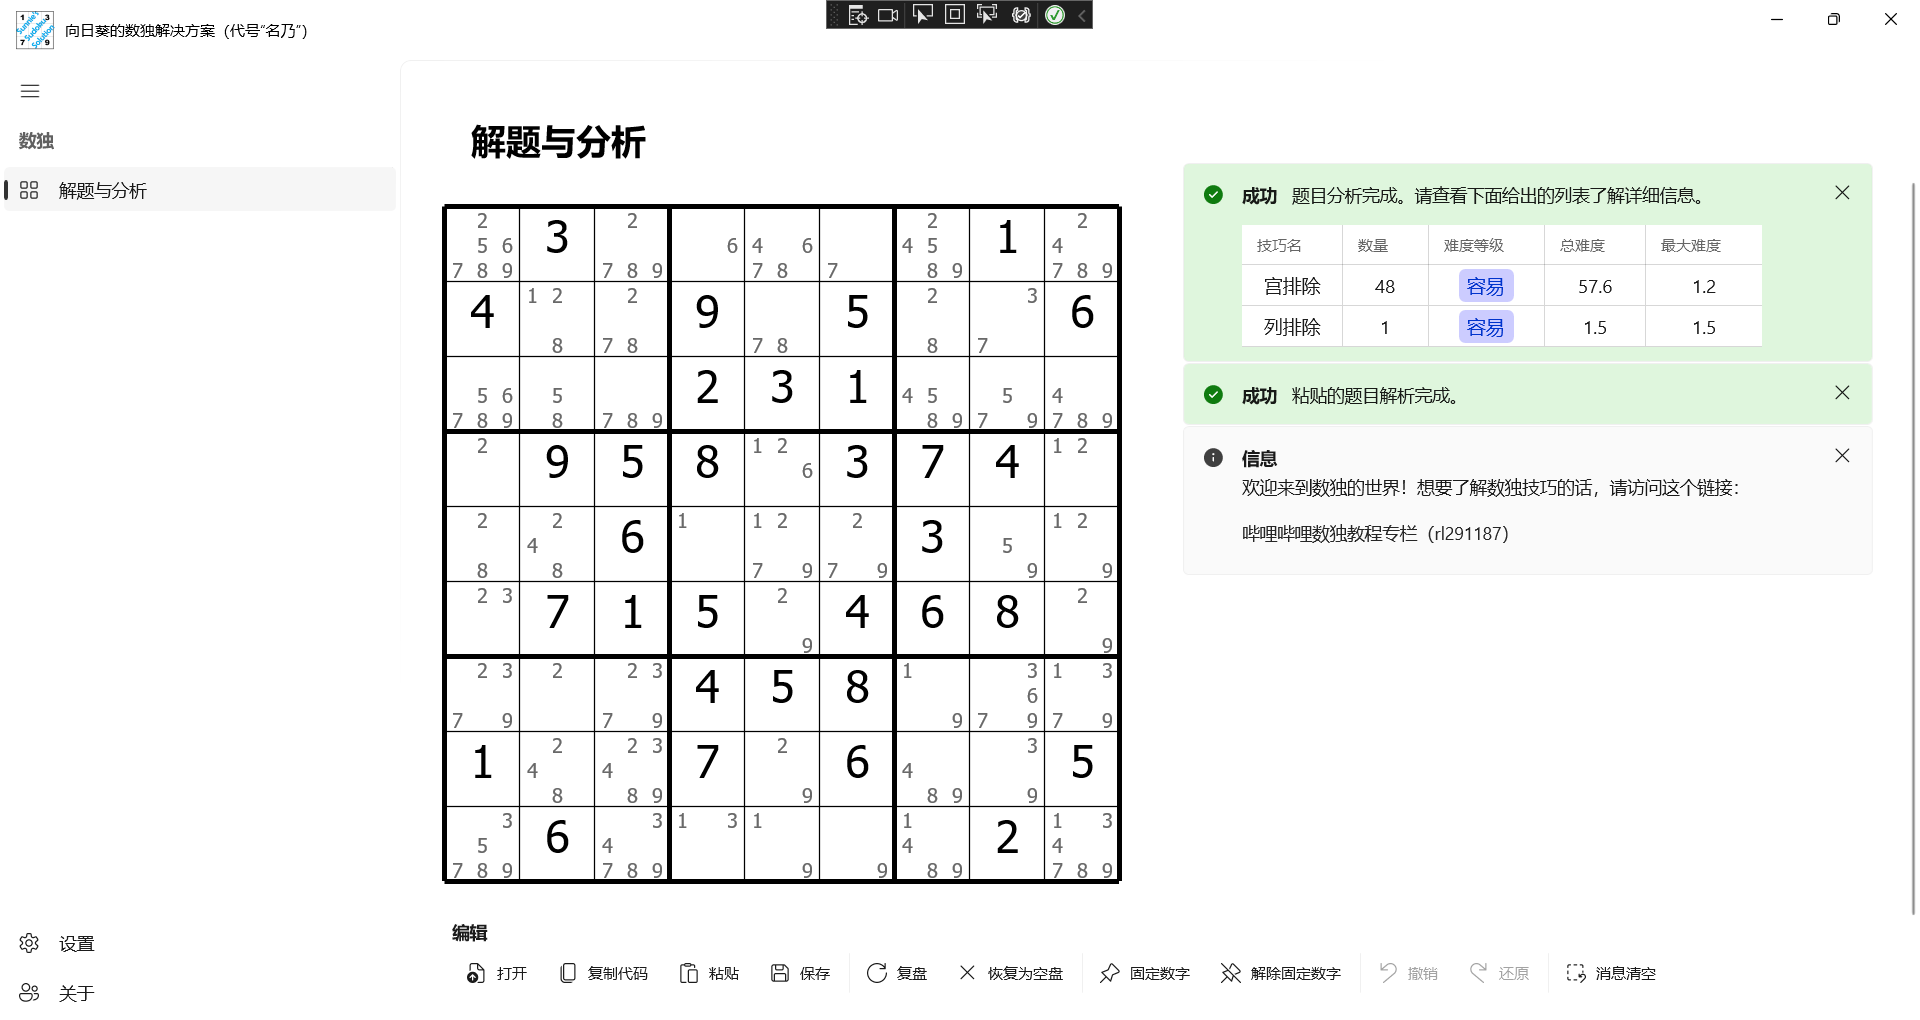 向日葵的数独解决方案（代号“名乃”）
数独
解题与分析
设置
关于
解题与分析
2 5 6 7 8 9 3 2 7 8 9 6 4 6 7 8 7 2 4 5 8 9 1 2 4 7 8 9
4 1 2 8 2 7 8 9 7 8 5 2 8 3 7 6
5 6 7 8 9 5 8 7 8 9 2 3 1 4 5 8 9 5 7 9 4 7 8 9
2 9 5 8 1 2 6 3 7 4 1 2
2 8 2 4 8 6 1 1 2 7 9 2 7 9 3 5 9 1 2 9
2 3 7 1 5 2 9 4 6 8 2 9
2 3 7 9 2 2 3 7 9 4 5 8 1 9 3 6 7 9 1 3 7 9
1 2 4 8 2 3 4 8 9 7 2 9 6 4 8 9 3 9 5
3 5 7 8 9 6 3 4 7 8 9 1 3 1 9 9 1 4 8 9 2 1 3 4 7 8 9
成功 题目分析完成。请查看下面给出的列表了解详细信息。
技巧名 数量 难度等级 总难度 最大难度
宫排除 48 容易 57.6 1.2
列排除 1 容易 1.5 1.5
成功 粘贴的题目解析完成。
信息
欢迎来到数独的世界！想要了解数独技巧的话，请访问这个链接：
哔哩哔哩数独教程专栏（rl291187）
编辑
打开 复制代码 粘贴 保存 复盘 恢复为空盘 固定数字 解除固定数字 撤销 还原 消息清空